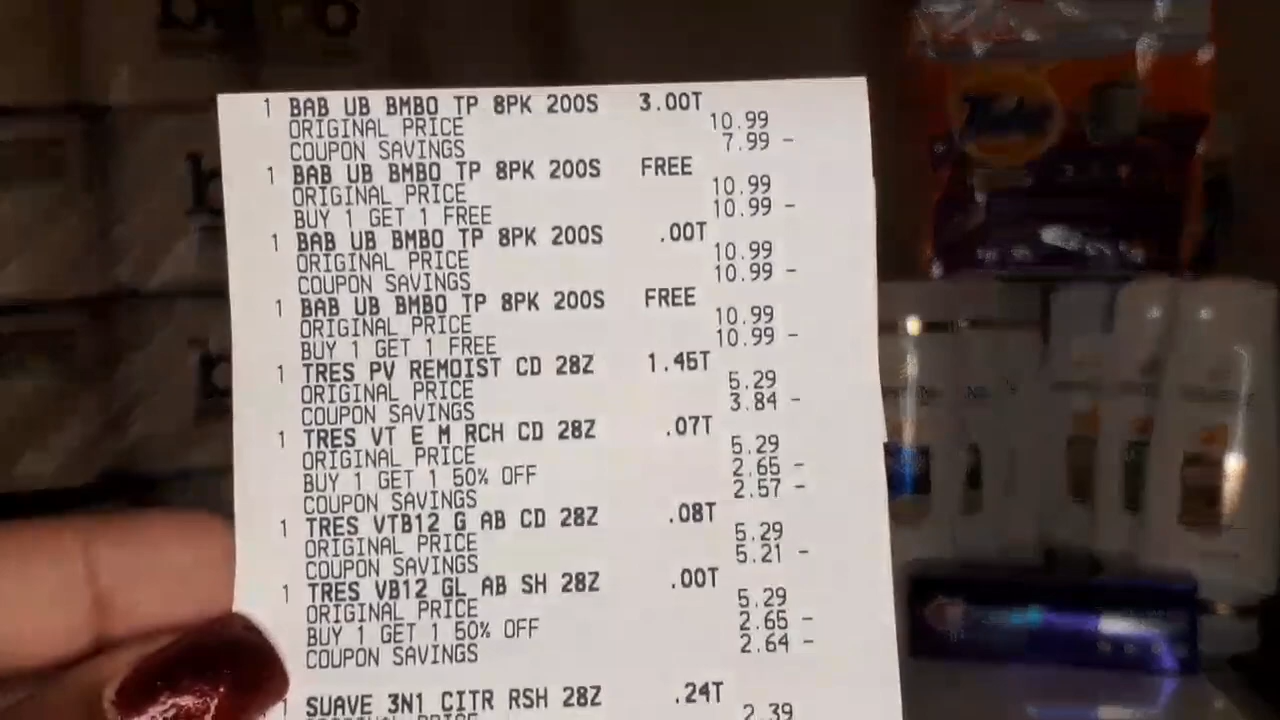 1 BAB UB BMBO TP 8PK 200S 3.00T
ORIGINAL PRICE 10.99
COUPON SAVINGS 7.99 -
1 BAB UB BMBO TP 8PK 200S FREE
ORIGINAL PRICE 10.99
BUY 1 GET 1 FREE 10.99 -
1 BAB UB BMBO TP 8PK 200S .00T
ORIGINAL PRICE 10.99
COUPON SAVINGS 10.99 -
1 BAB UB BMBO TP 8PK 200S FREE
ORIGINAL PRICE 10.99
BUY 1 GET 1 FREE 10.99 -
1 TRES PV REMOIST CD 28Z 1.45T
ORIGINAL PRICE 5.29
COUPON SAVINGS 3.84 -
1 TRES VT E M RCH CD 28Z .07T
ORIGINAL PRICE 5.29
BUY 1 GET 1 50% OFF 2.65 -
COUPON SAVINGS 2.57 -
1 TRES VTB12 G AB CD 28Z .08T
ORIGINAL PRICE 5.29
COUPON SAVINGS 5.21 -
1 TRES VB12 GL AB SH 28Z .00T
ORIGINAL PRICE 5.29
BUY 1 GET 1 50% OFF 2.65 -
COUPON SAVINGS 2.64 -
1 SUAVE 3N1 CITR RSH 28Z .24T
ORIGINAL PRICE 2.39